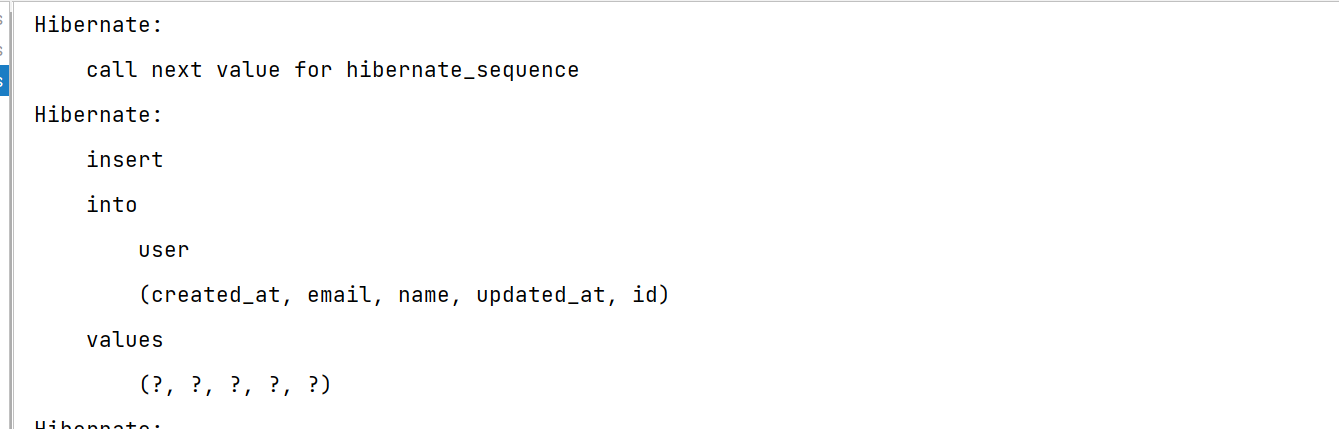 Hibernate:
    call next value for hibernate_sequence
Hibernate:
    insert
    into
        user
        (created_at, email, name, updated_at, id)
    values
        (?, ?, ?, ?, ?)
Hibernate: